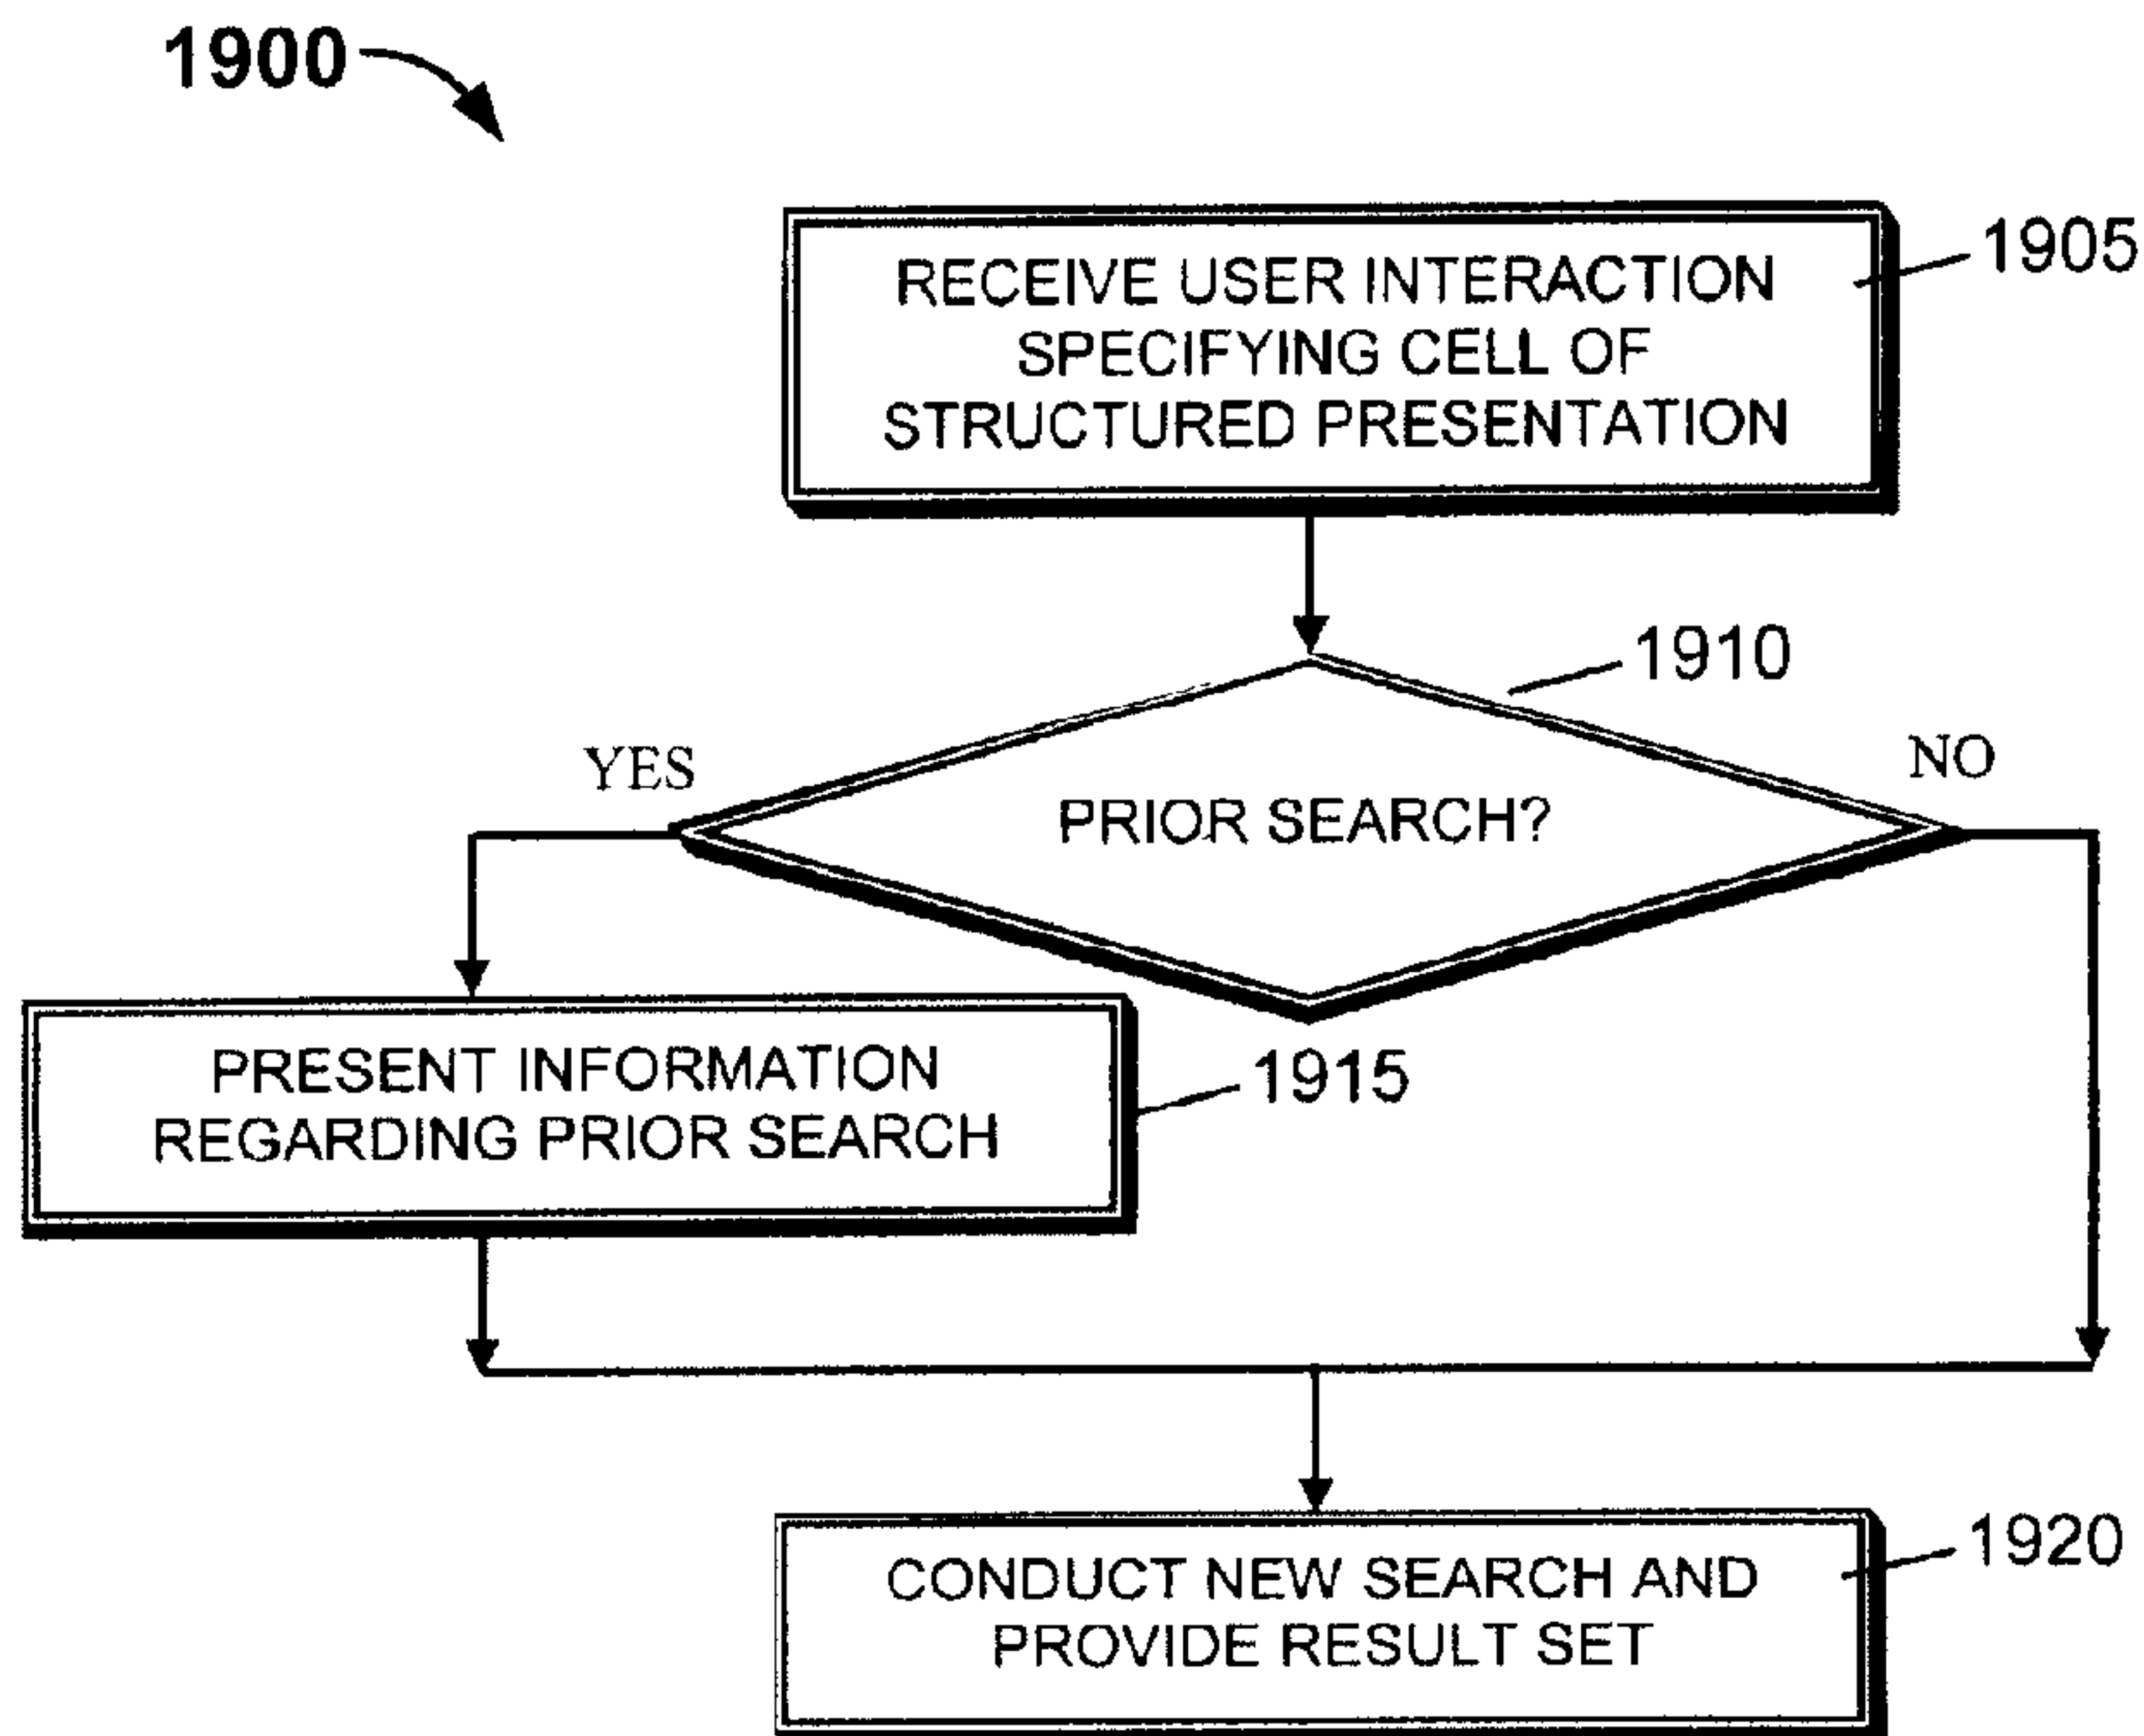 1900
RECEIVE USER INTERACTION
SPECIFYING CELL OF
STRUCTURED PRESENTATION
1905
1910
YES
NO
PRIOR SEARCH?
PRESENT INFORMATION
REGARDING PRIOR SEARCH
1915
CONDUCT NEW SEARCH AND
PROVIDE RESULT SET
1920